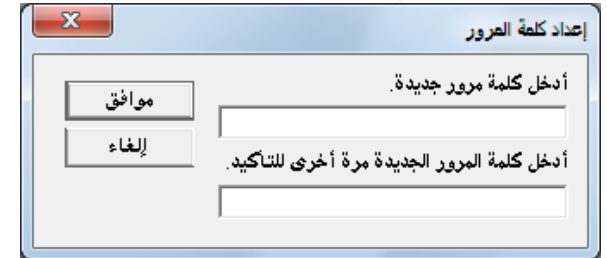 إعداد كلمة المرور
أدخل كلمة مرور جديدة.
موافق
إلغاء
أدخل كلمة المرور الجديدة مرة أخرى للتأكيد.